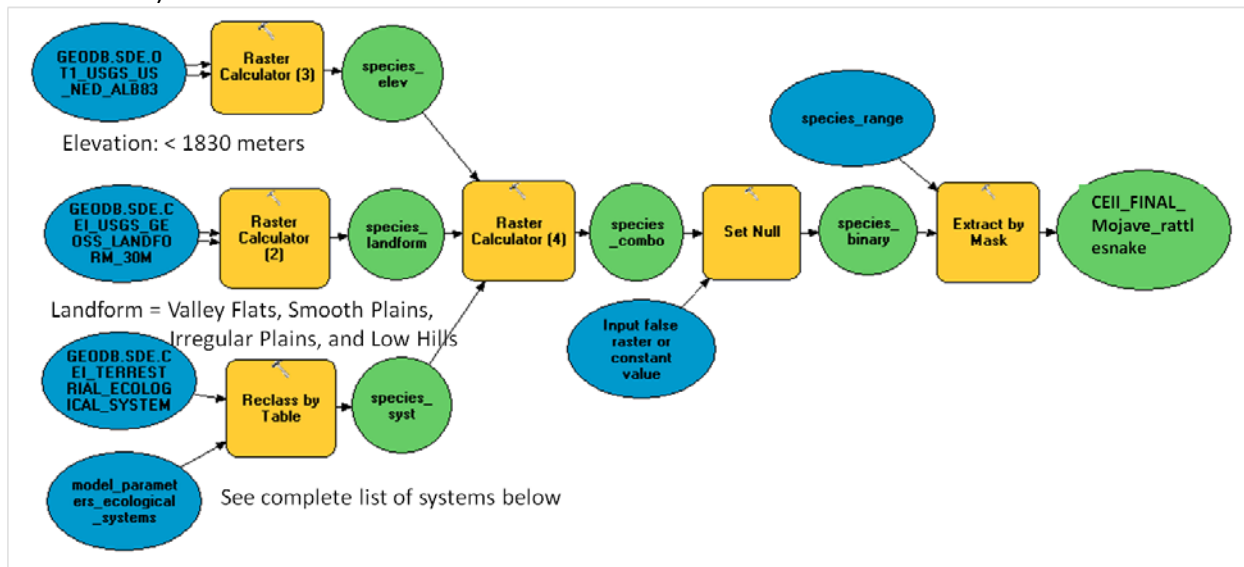 GEODB.SDE.O
T1_USGS_US
_NED_ALB83
Raster
Calculator (3)
species_
elev
Elevation: < 1830 meters
species_range
GEODB.SDE.C
EI_USGS_GE
OSS_LANDFO
RM_30M
Raster
Calculator
(2)
species_
landform
Raster
Calculator (4)
species
_combo
Set Null
species_
binary
Extract by
Mask
CEII_FINAL_
Mojave_rattl
esnake
Landform = Valley Flats, Smooth Plains,
Irregular Plains, and Low Hills
Input false
raster or
constant
value
GEODB.SDE.C
EI_TERREST
RIAL_ECOLOG
ICAL_SYSTEM
Reclass by
Table
species_
syst
model_paramet
ers_ecological
_systems
See complete list of systems below